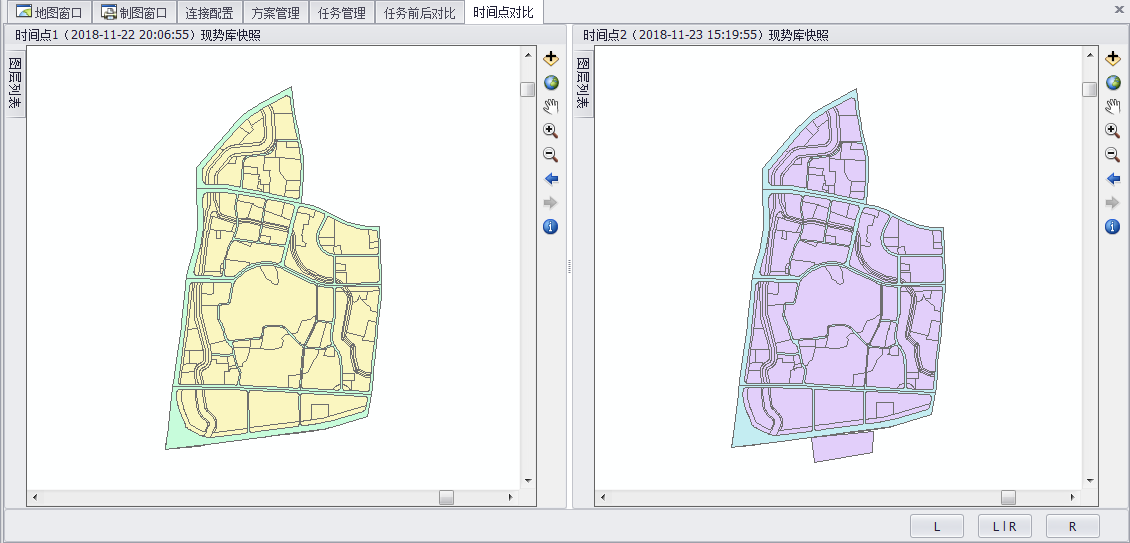 地图窗口 制图窗口 连接配置 方案管理 任务管理 任务前后对比 时间点对比
时间点1（2018-11-22 20:06:55）现势库快照
图层列表
时间点2（2018-11-23 15:19:55）现势库快照
图层列表
L L|R R